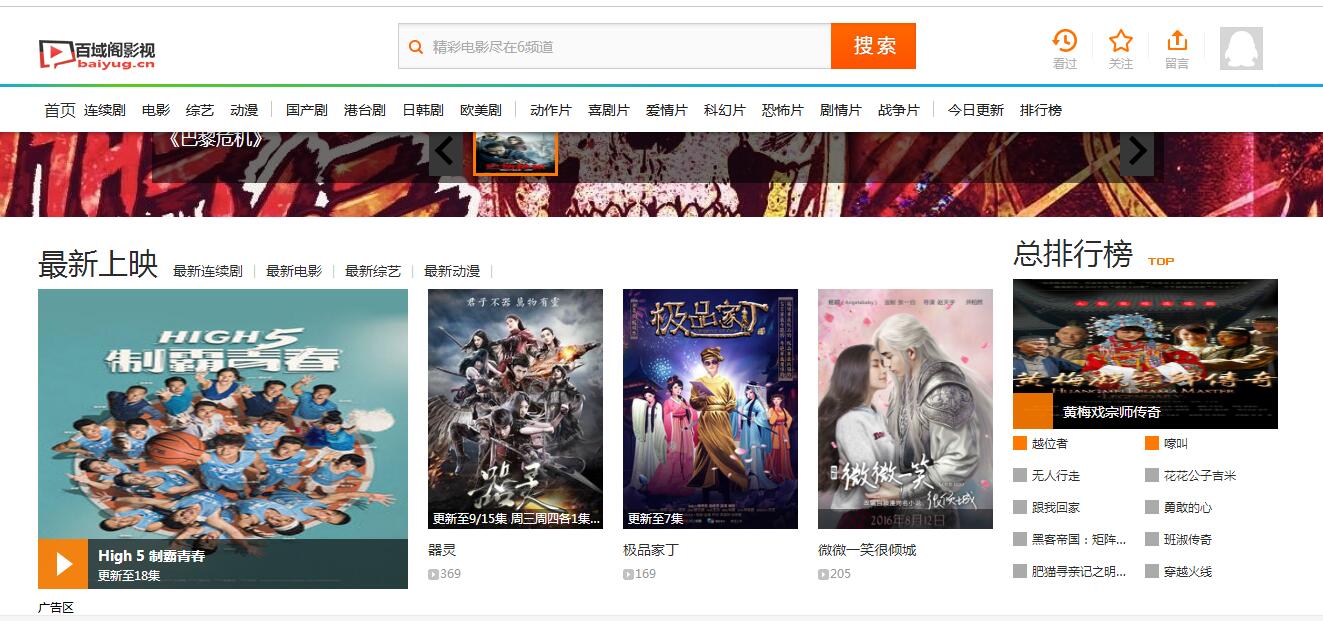 百域阁影视
baiyug.cn
精彩电影尽在6频道
搜索
看过
关注
留言
首页 连续剧 电影 综艺 动漫 国产剧 港台剧 日韩剧 欧美剧 动作片 喜剧片 爱情片 科幻片 恐怖片 剧情片 战争片 今日更新 排行榜
《巴黎危机》
最新上映 最新连续剧 最新电影 最新综艺 最新动漫
总排行榜 TOP
HIGH5
制霸青春
High 5 制霸青春
更新至18集
君子不器 萬物有靈
器灵
更新至9/15集 周三周四各1集...
器灵
369
极品家丁
更新至7集
极品家丁
169
微微一笑
很倾城
2016年8月12日
微微一笑很倾城
205
黄梅戏宗师传奇
黄梅戏宗师传奇
越位者 嚎叫
无人行走 花花公子吉米
跟我回家 勇敢的心
黑客帝国：矩阵... 班淑传奇
肥猫寻亲记之明... 穿越火线
广告区